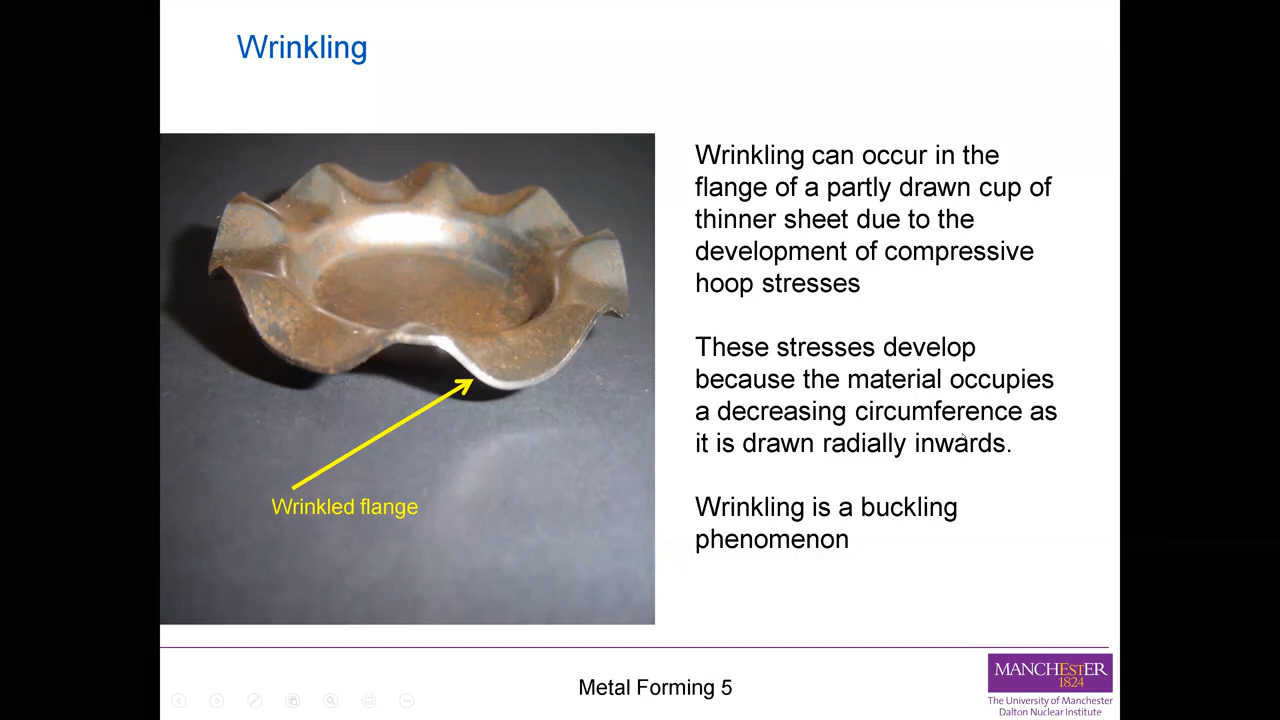 Wrinkling
Wrinkling can occur in the
flange of a partly drawn cup of
thinner sheet due to the
development of compressive
hoop stresses
These stresses develop
because the material occupies
a decreasing circumference as
it is drawn radially inwards.
Wrinkling is a buckling
phenomenon
Wrinkled flange
Metal Forming 5
MANCHESTER
1824
The University of Manchester
Dalton Nuclear Institute